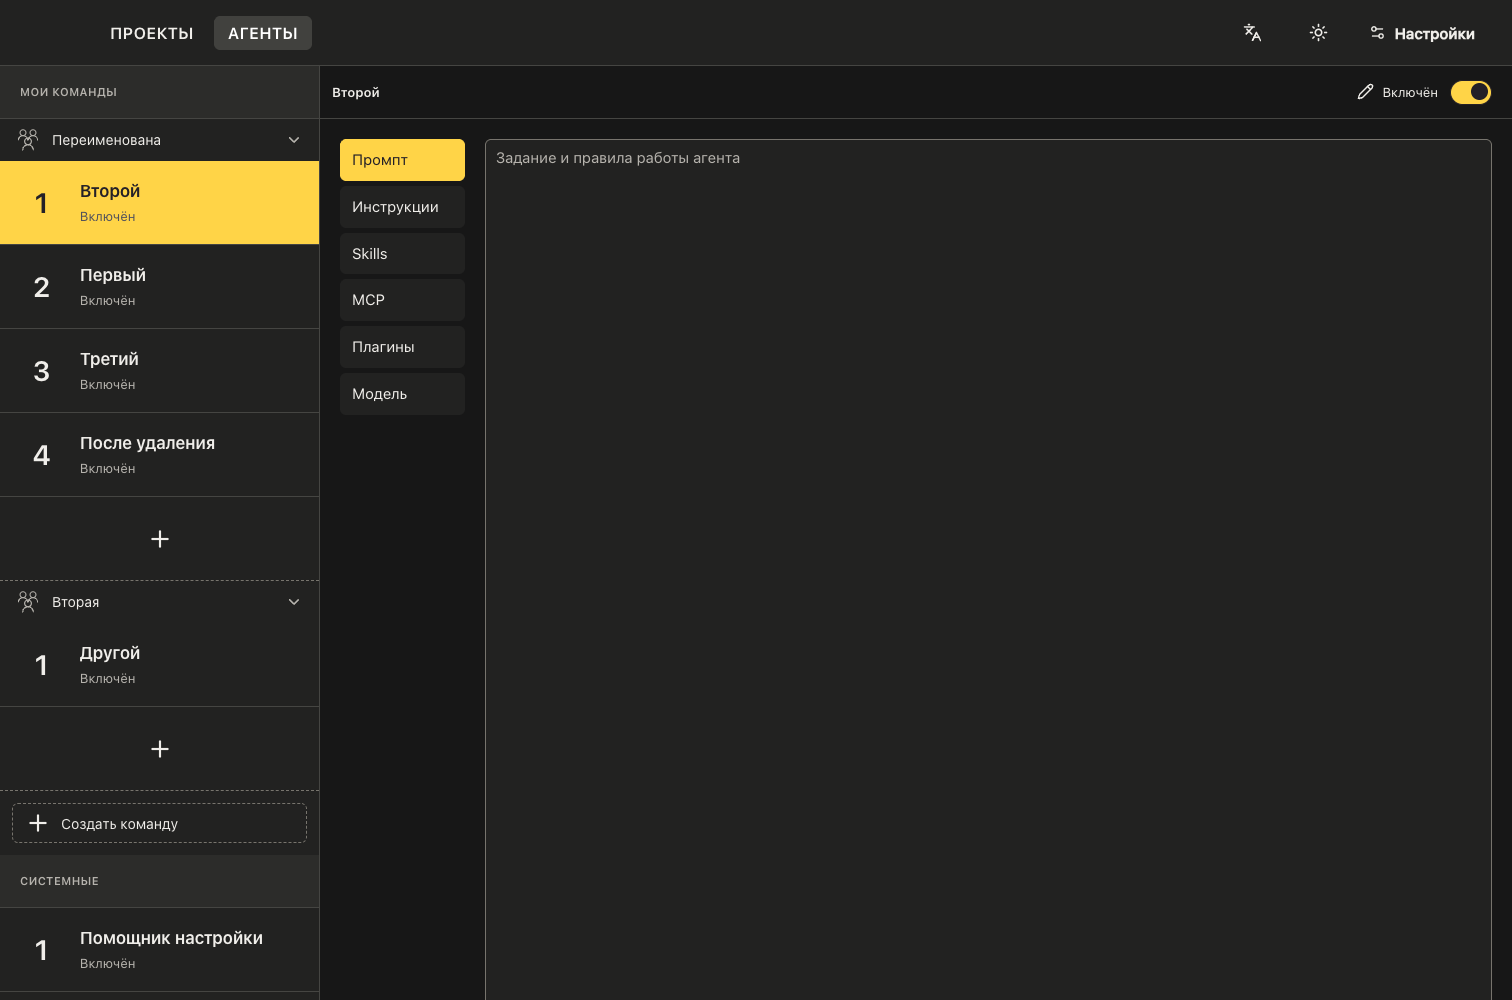 ПРОЕКТЫ
АГЕНТЫ
Настройки
МОИ КОМАНДЫ
Переименована
1
Второй
Включён
2
Первый
Включён
3
Третий
Включён
4
После удаления
Включён
Вторая
1
Другой
Включён
Создать команду
СИСТЕМНЫЕ
1
Помощник настройки
Включён
Второй
Включён
Промпт
Инструкции
Skills
MCP
Плагины
Модель
Задание и правила работы агента